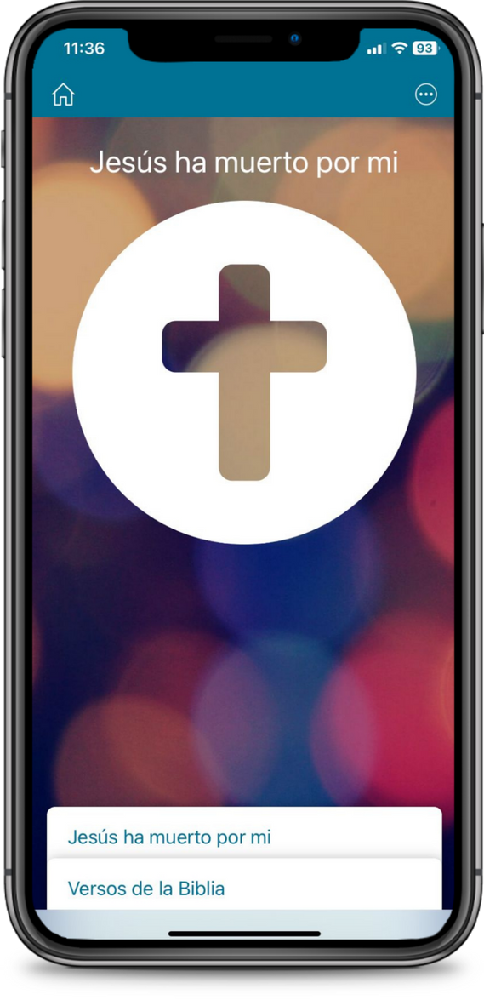 11:36
93
Jesús ha muerto por mi
Jesús ha muerto por mi
Versos de la Biblia